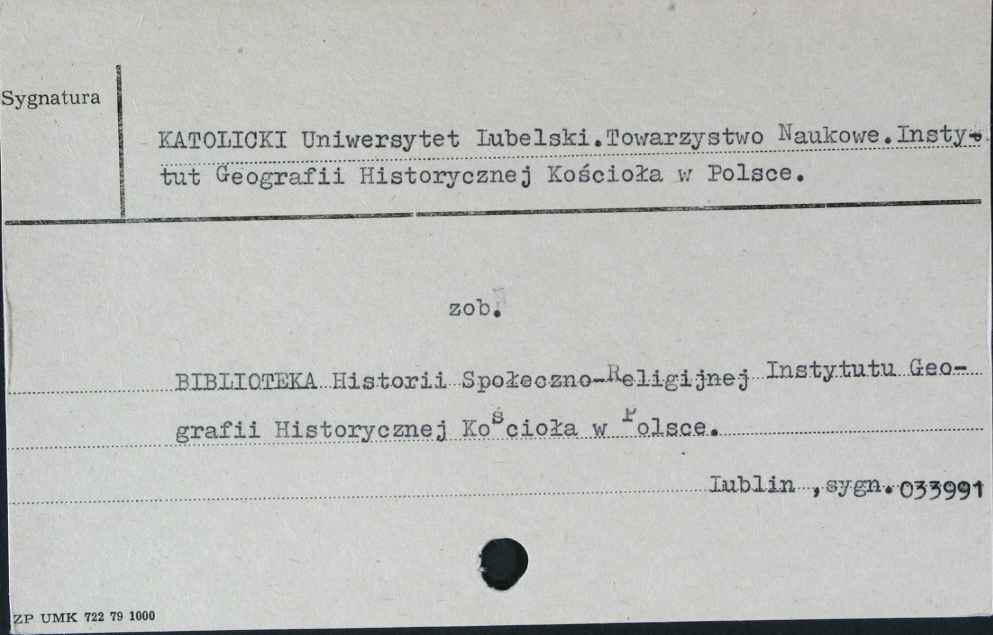 Sygnatura
KATOLICKI Uniwersytet Lubelski.Towarzystwo Naukowe.Insty-
tut Geografii Historycznej Kościoła w Polsce.
zob.
BIBLIOTEKA Historii Społeczno-Religijnej Instytutu Geo-
grafii Historycznej Kościoła w Polsce.
Lublin ,sygn.033991
ZP UMK 722 79 1000